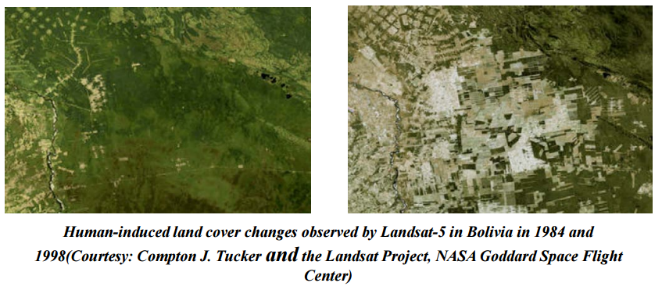 Human-induced land cover changes observed by Landsat-5 in Bolivia in 1984 and
1998(Courtesy: Compton J. Tucker and the Landsat Project, NASA Goddard Space Flight
Center)